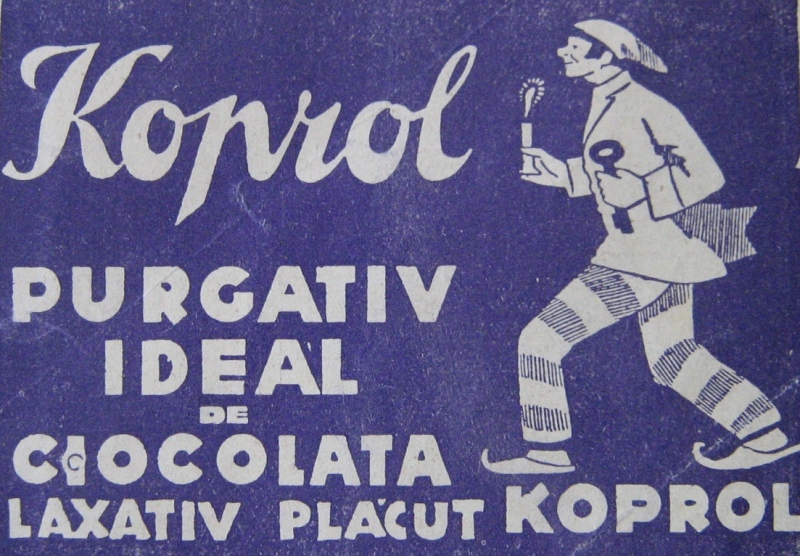 Koprol
PURGATIV
IDEAL
DE
CIOCOLATA
LAXATIV PLĂCUT KOPROL